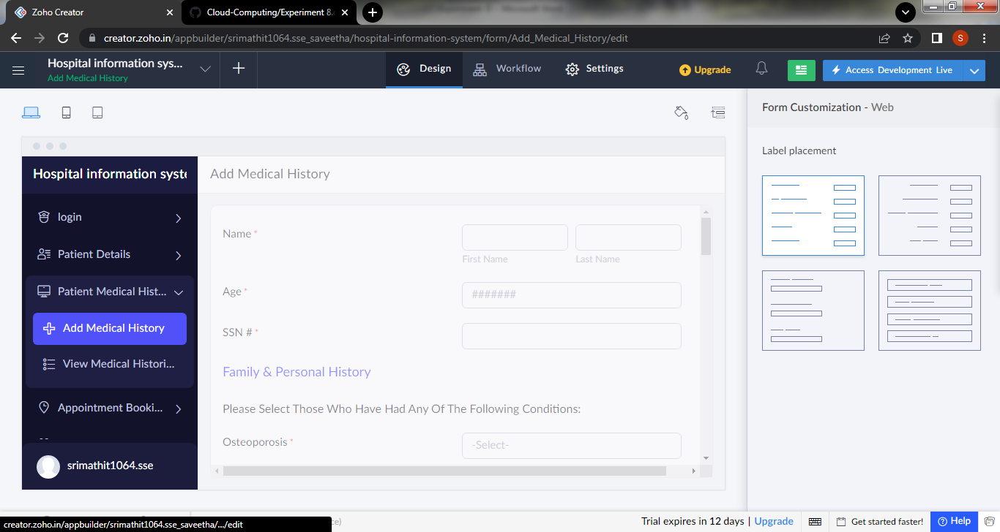 Zoho Creator
Cloud-Computing/Experiment 8.
creator.zoho.in/appbuilder/srimathit1064.sse_saveetha/hospital-information-system/form/Add_Medical_History/edit
S
Hospital information sys...
Add Medical History
Design
Workflow
Settings
Upgrade
Access Development Live
Form Customization - Web
Label placement
Hospital information syste
Add Medical History
login
Patient Details
Patient Medical Hist...
Add Medical History
View Medical Histori...
Appointment Booki...
srimathit1064.sse
Name *
First Name
Last Name
Age *
#######
SSN # *
Family & Personal History
Please Select Those Who Have Had Any Of The Following Conditions:
Osteoporosis *
-Select-
creator.zoho.in/appbuilder/srimathit1064.sse_saveetha/.../edit
Trial expires in 12 days | Upgrade
Get started faster!
Help